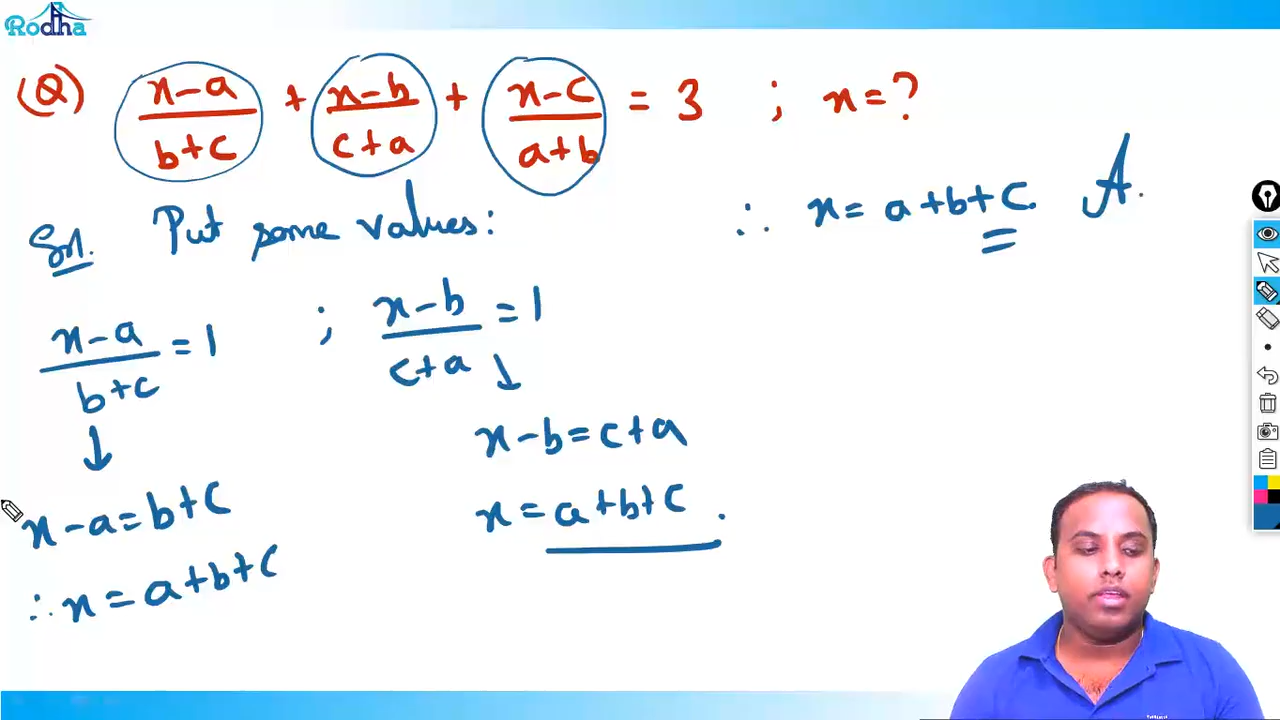 Rodha
(Q) x-a/b+c + x-b/c+a + x-c/a+b = 3 ; x = ?
Sol. Put some values:
∴ x = a+b+c. A.
x-a/b+c = 1 ; x-b/c+a = 1
↓ ↓
x-a = b+c
∴ x = a+b+c
x-b = c+a
x = a+b+c.